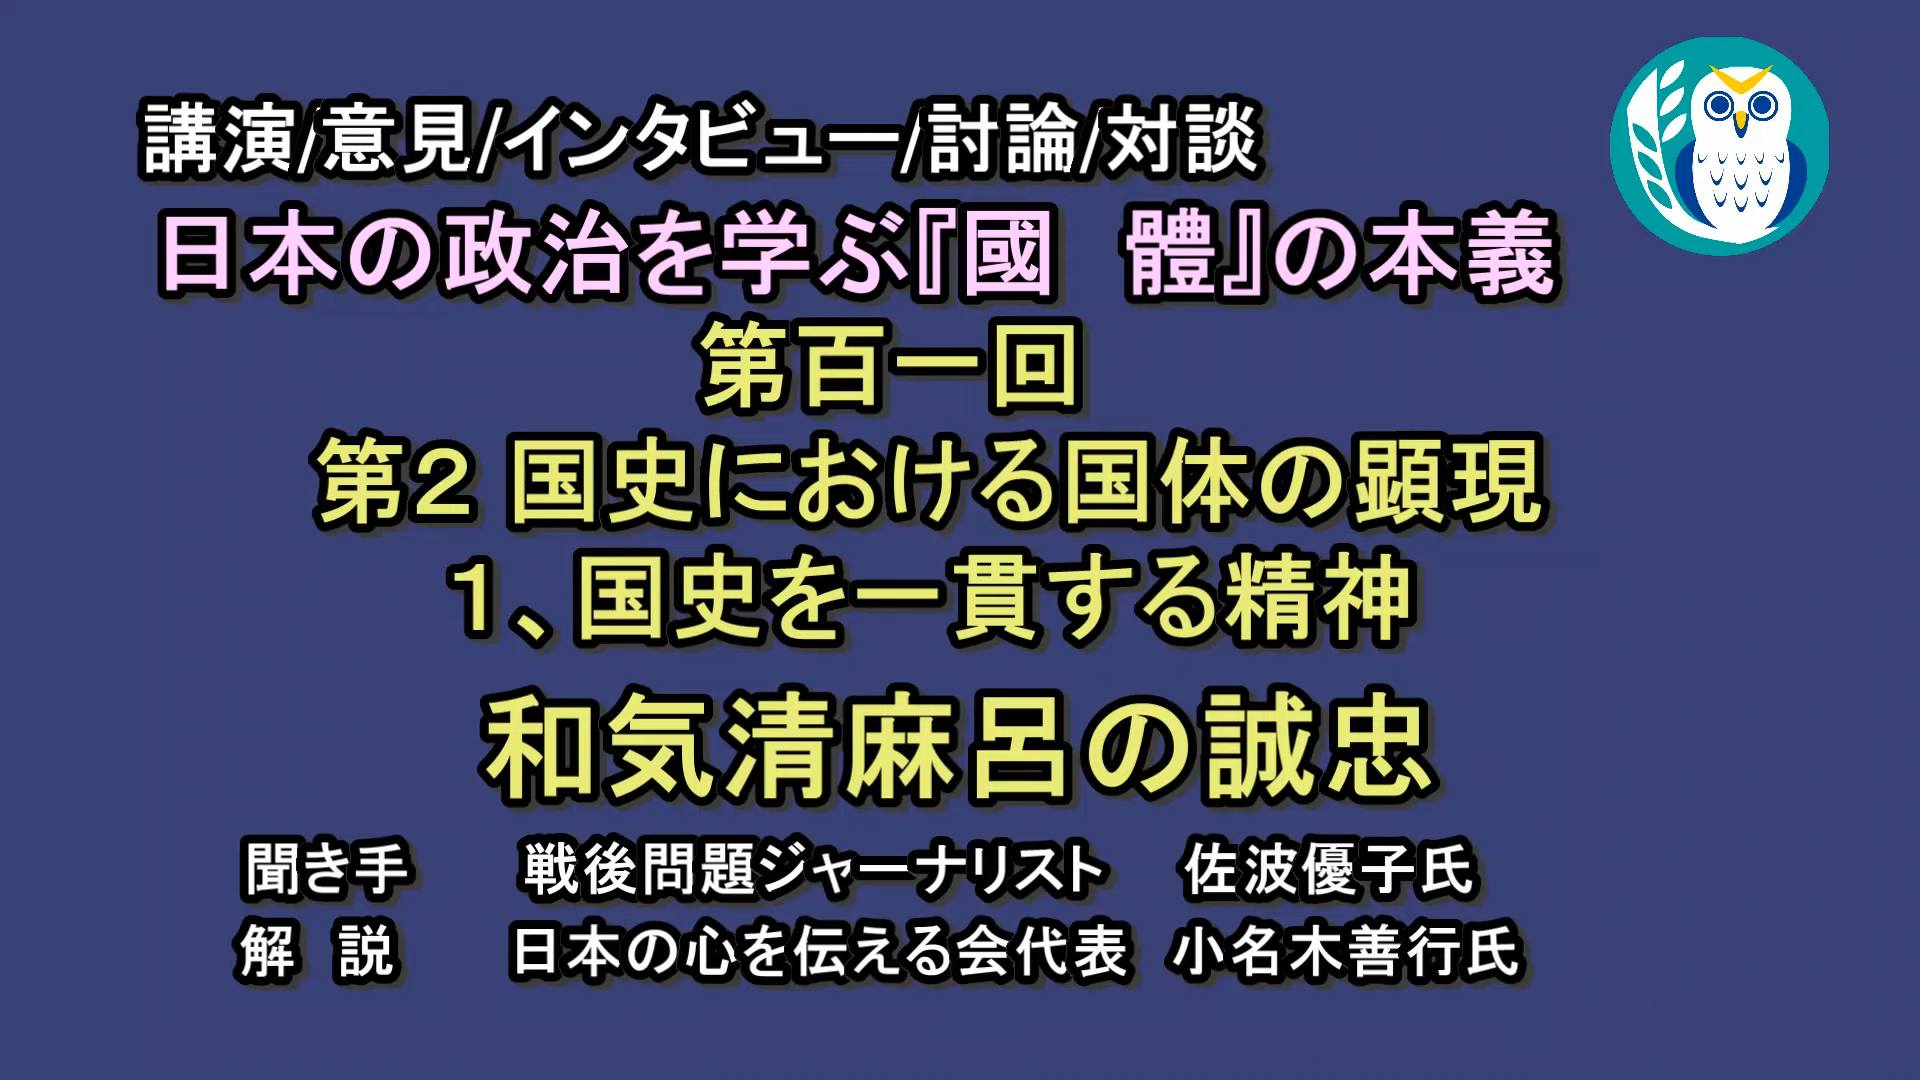 講演/意見/インタビュー/討論/対談
日本の政治を学ぶ『國　體』の本義
第百一回
第２ 国史における国体の顕現
１、国史を一貫する精神
和気清麻呂の誠忠
聞き手　　戦後問題ジャーナリスト　佐波優子氏
解　説　　日本の心を伝える会代表　小名木善行氏